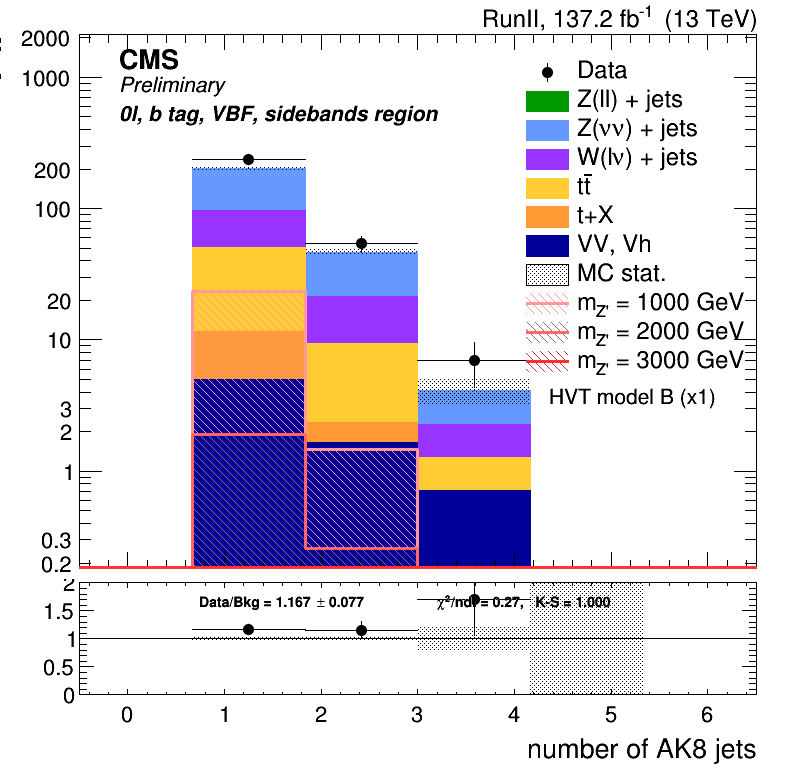 RunII, 137.2 fb⁻¹ (13 TeV)
CMS
Preliminary
0l, b tag, VBF, sidebands region
Data
Z(ll) + jets
Z(νν) + jets
W(lν) + jets
tt̄
t+X
VV, Vh
MC stat.
m_Z' = 1000 GeV
m_Z' = 2000 GeV
m_Z' = 3000 GeV
HVT model B (x1)
2000
1000
200
100
20
10
3
2
1
0.3
0.2
Data/Bkg = 1.167 ± 0.077
χ²/ndf = 0.27, K-S = 1.000
2
1.5
1
0.5
0
0 1 2 3 4 5 6
number of AK8 jets